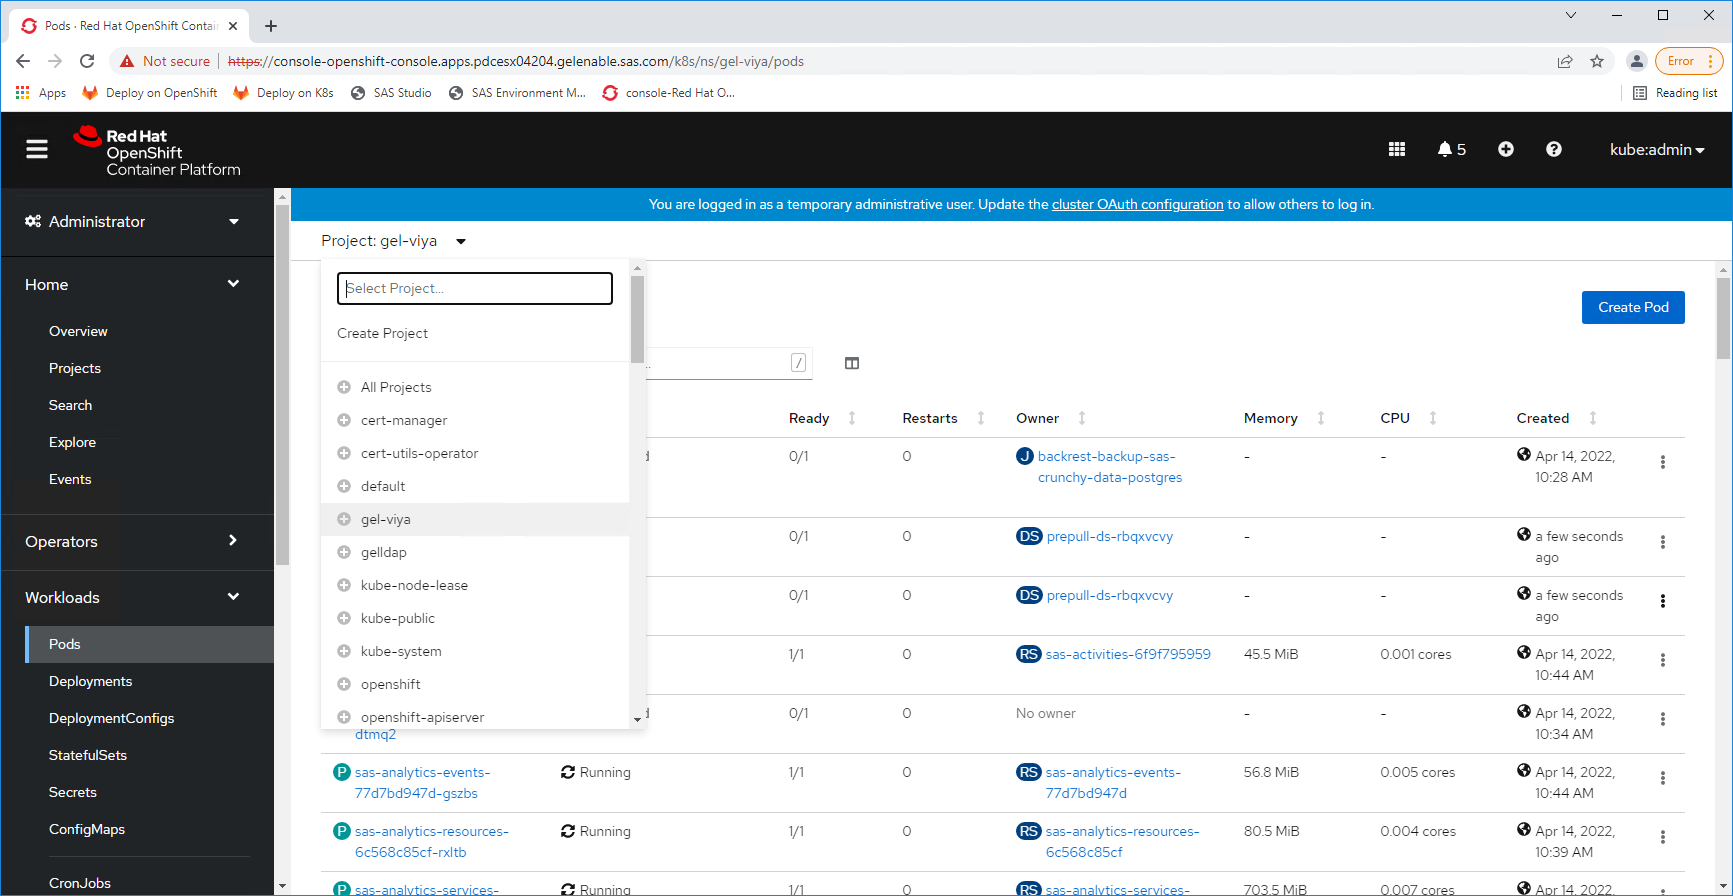 Pods · Red Hat OpenShift Contain
Not secure
https://console-openshift-console.apps.pdcesx04204.gelenable.sas.com/k8s/ns/gel-viya/pods
Error
Apps
Deploy on OpenShift
Deploy on K8s
SAS Studio
SAS Environment M...
console-Red Hat O...
Reading list
Red Hat
OpenShift
Container Platform
5
kube:admin
You are logged in as a temporary administrative user. Update the cluster OAuth configuration to allow others to log in.
Administrator
Home
Overview
Projects
Search
Explore
Events
Operators
Workloads
Pods
Deployments
DeploymentConfigs
StatefulSets
Secrets
ConfigMaps
CronJobs
Project: gel-viya
Select Project...
Create Project
All Projects
cert-manager
cert-utils-operator
default
gel-viya
gelldap
kube-node-lease
kube-public
kube-system
openshift
openshift-apiserver
Create Pod
/
Ready Restarts Owner Memory CPU Created
0/1 0 J backrest-backup-sas- - - Apr 14, 2022,
crunchy-data-postgres 10:28 AM
0/1 0 DS prepull-ds-rbqxvcvy - - a few seconds
ago
0/1 0 DS prepull-ds-rbqxvcvy - - a few seconds
ago
1/1 0 RS sas-activities-6f9f795959 45.5 MiB 0.001 cores Apr 14, 2022,
10:44 AM
0/1 0 No owner - - Apr 14, 2022,
dtmq2 10:34 AM
P sas-analytics-events- Running 1/1 0 RS sas-analytics-events- 56.8 MiB 0.005 cores Apr 14, 2022,
77d7bd947d-gszbs 77d7bd947d 10:44 AM
P sas-analytics-resources- Running 1/1 0 RS sas-analytics-resources- 80.5 MiB 0.004 cores Apr 14, 2022,
6c568c85cf-rxltb 6c568c85cf 10:39 AM
P sas-analytics-services- Running 1/1 0 RS sas-analytics-services- 703.5 MiB 0.007 cores Apr 14, 2022,